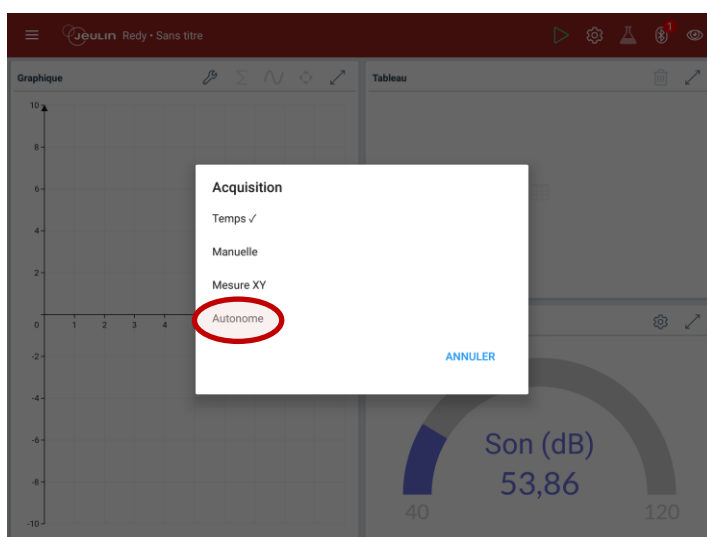 Jeulin Redy • Sans titre
1
Graphique
Tableau
10
8
6
4
2
0
1 2 3 4
-2
-4
-6
-8
-10
Acquisition
Temps ✓
Manuelle
Mesure XY
Autonome
ANNULER
Son (dB)
53,86
40
120